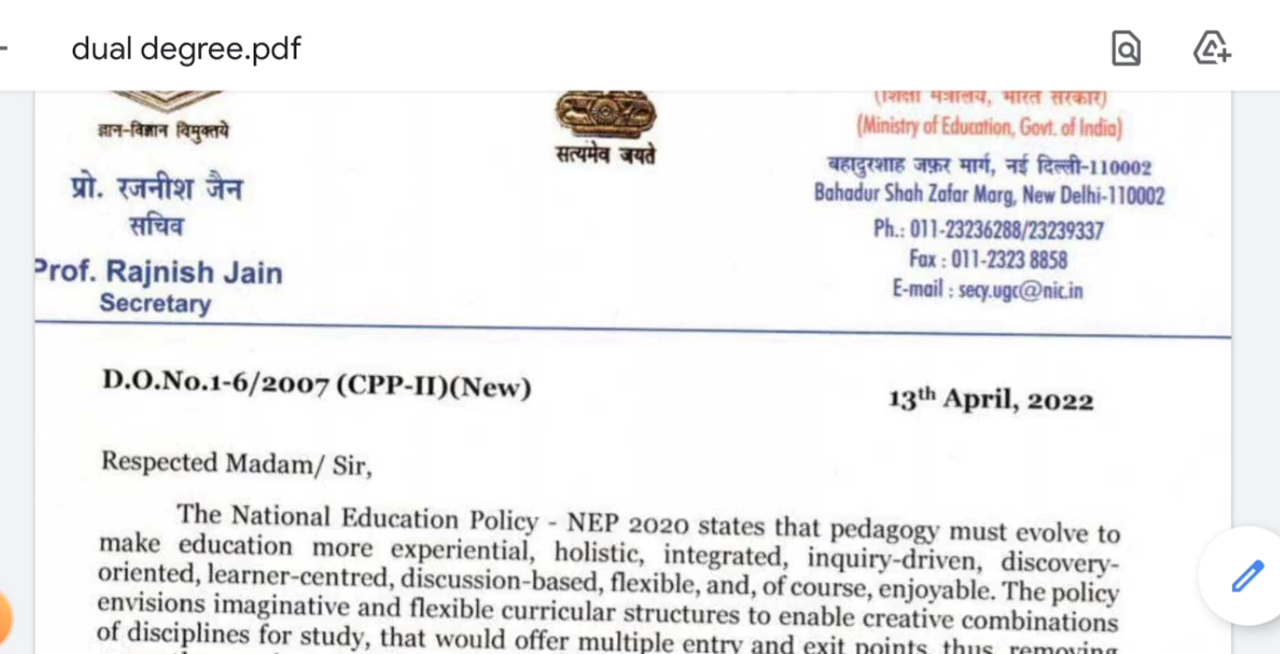 dual degree.pdf
ज्ञान-विज्ञान विमुक्तये
प्रो. रजनीश जैन
सचिव
Prof. Rajnish Jain
Secretary
सत्यमेव जयते
(शिक्षा मंत्रालय, भारत सरकार)
(Ministry of Education, Govt. of India)
बहादुरशाह ज़फ़र मार्ग, नई दिल्ली-110002
Bahadur Shah Zafar Marg, New Delhi-110002
Ph.: 011-23236288/23239337
Fax : 011-2323 8858
E-mail : secy.ugc@nic.in
D.O.No.1-6/2007 (CPP-II)(New)
13th April, 2022
Respected Madam/ Sir,
The National Education Policy - NEP 2020 states that pedagogy must evolve to
make education more experiential, holistic, integrated, inquiry-driven, discovery-
oriented, learner-centred, discussion-based, flexible, and, of course, enjoyable. The policy
envisions imaginative and flexible curricular structures to enable creative combinations
of disciplines for study, that would offer multiple entry and exit points, thus, removing